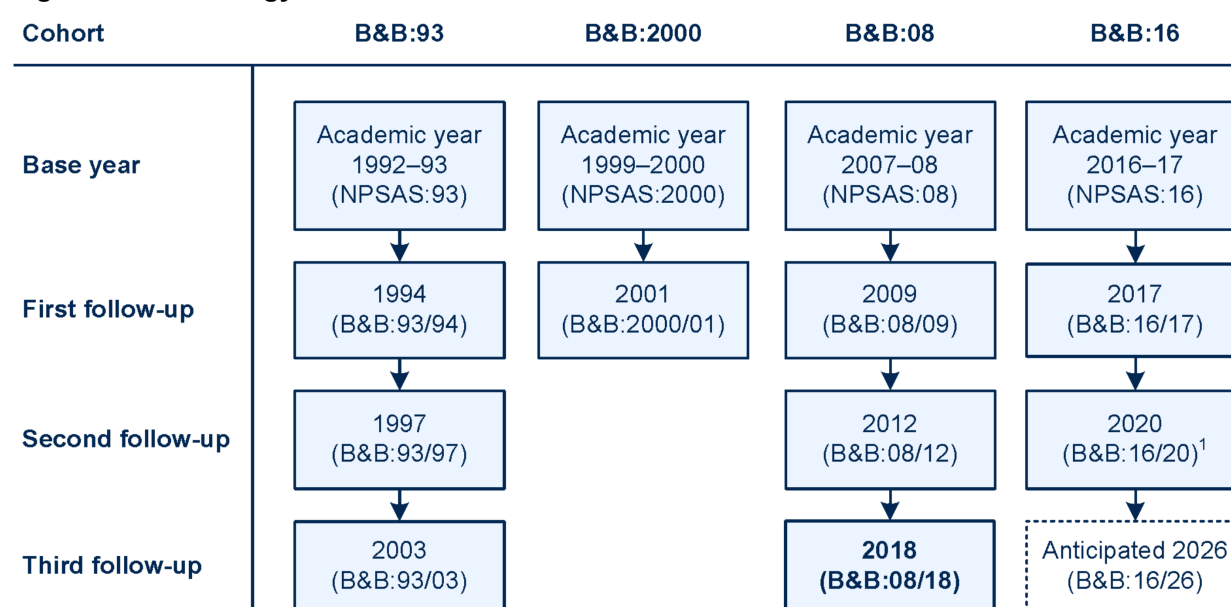 Cohort B&B:93 B&B:2000 B&B:08 B&B:16
Base year
Academic year
1992–93
(NPSAS:93)
Academic year
1999–2000
(NPSAS:2000)
Academic year
2007–08
(NPSAS:08)
Academic year
2016–17
(NPSAS:16)
First follow-up
1994
(B&B:93/94)
2001
(B&B:2000/01)
2009
(B&B:08/09)
2017
(B&B:16/17)
Second follow-up
1997
(B&B:93/97)
2012
(B&B:08/12)
2020
(B&B:16/20)¹
Third follow-up
2003
(B&B:93/03)
2018
(B&B:08/18)
Anticipated 2026
(B&B:16/26)